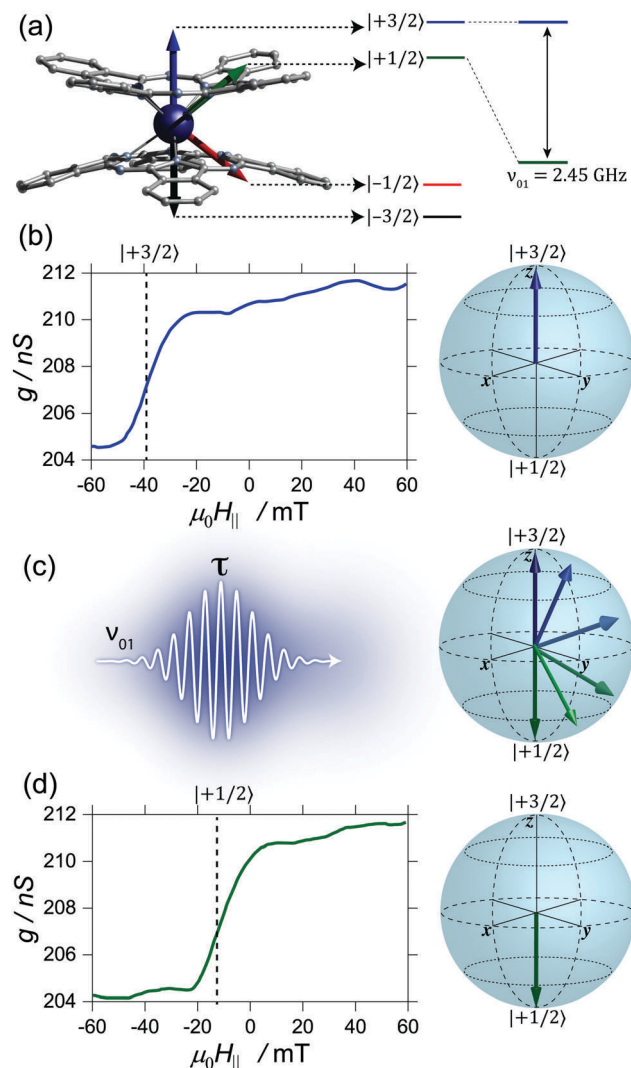 (a)
|+3/2⟩
|+1/2⟩
|−1/2⟩
|−3/2⟩
ν01 = 2.45 GHz
(b)
|+3/2⟩
212
210
208
206
204
g / nS
-60 -40 -20 0 20 40 60
μ0H|| / mT
|+3/2⟩
z
x
y
|+1/2⟩
(c)
τ
ν01
|+3/2⟩
z
x
y
|+1/2⟩
(d)
|+1/2⟩
212
210
208
206
204
g / nS
-60 -40 -20 0 20 40 60
μ0H|| / mT
|+3/2⟩
z
x
y
|+1/2⟩